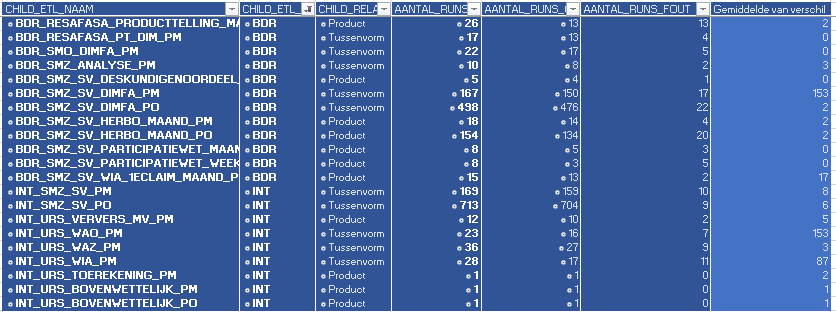 CHILD_ETL_NAAM CHILD_ETL_ CHILD_RELA AANTAL_RUNS AANTAL_RUNS_ AANTAL_RUNS_FOUT Gemiddelde van verschil
BDR_RESAFASA_PRODUCTTELLING_MA BDR Product 26 13 13 2
BDR_RESAFASA_PT_DIM_PM BDR Tussenvorm 17 13 4 0
BDR_SMO_DIMFA_PM BDR Tussenvorm 22 17 5 0
BDR_SMZ_ANALYSE_PM BDR Tussenvorm 10 8 2 3
BDR_SMZ_SV_DESKUNDIGENOORDEEL_ BDR Product 5 4 1 0
BDR_SMZ_SV_DIMFA_PM BDR Tussenvorm 167 150 17 153
BDR_SMZ_SV_DIMFA_PO BDR Tussenvorm 498 476 22 2
BDR_SMZ_SV_HERBO_MAAND_PM BDR Product 18 14 4 2
BDR_SMZ_SV_HERBO_MAAND_PO BDR Product 154 134 20 2
BDR_SMZ_SV_PARTICIPATIEWET_MAAN BDR Product 8 5 3 0
BDR_SMZ_SV_PARTICIPATIEWET_WEEK BDR Product 8 3 5 0
BDR_SMZ_SV_WIA_1ECLAIM_MAAND_P BDR Product 15 13 2 17
INT_SMZ_SV_PM INT Tussenvorm 169 159 10 8
INT_SMZ_SV_PO INT Tussenvorm 713 704 9 6
INT_URS_VERVERS_MV_PM INT Product 12 10 2 5
INT_URS_WAO_PM INT Tussenvorm 23 16 7 153
INT_URS_WAZ_PM INT Tussenvorm 36 27 9 3
INT_URS_WIA_PM INT Tussenvorm 28 17 11 87
INT_URS_TOEREKENING_PM INT Product 1 1 0 2
INT_URS_BOVENWETTELIJK_PM INT Product 1 1 0 1
INT_URS_BOVENWETTELIJK_PO INT Product 1 1 0 1